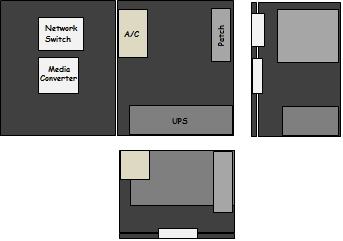 Network
Switch
Media
Converter
A/C
Patch
UPS